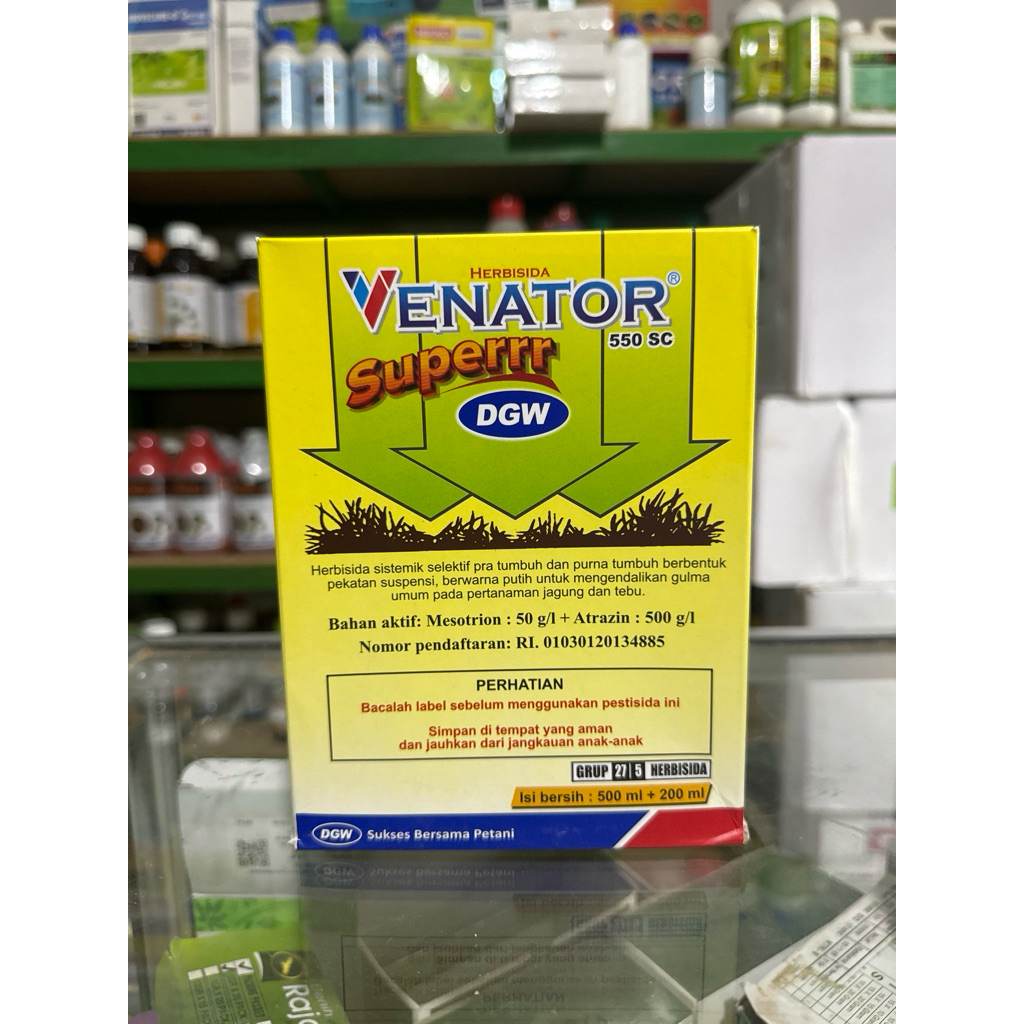 HERBISIDA
VENATOR®
550 SC
Superrr
DGW
Herbisida sistemik selektif pra tumbuh dan purna tumbuh berbentuk
pekatan suspensi, berwarna putih untuk mengendalikan gulma
umum pada pertanaman jagung dan tebu.
Bahan aktif: Mesotrion : 50 g/l + Atrazin : 500 g/l
Nomor pendaftaran: RI. 01030120134885
PERHATIAN
Bacalah label sebelum menggunakan pestisida ini
Simpan di tempat yang aman
dan jauhkan dari jangkauan anak-anak
GRUP 27 5 HERBISIDA
Isi bersih : 500 ml + 200 ml
DGW Sukses Bersama Petani